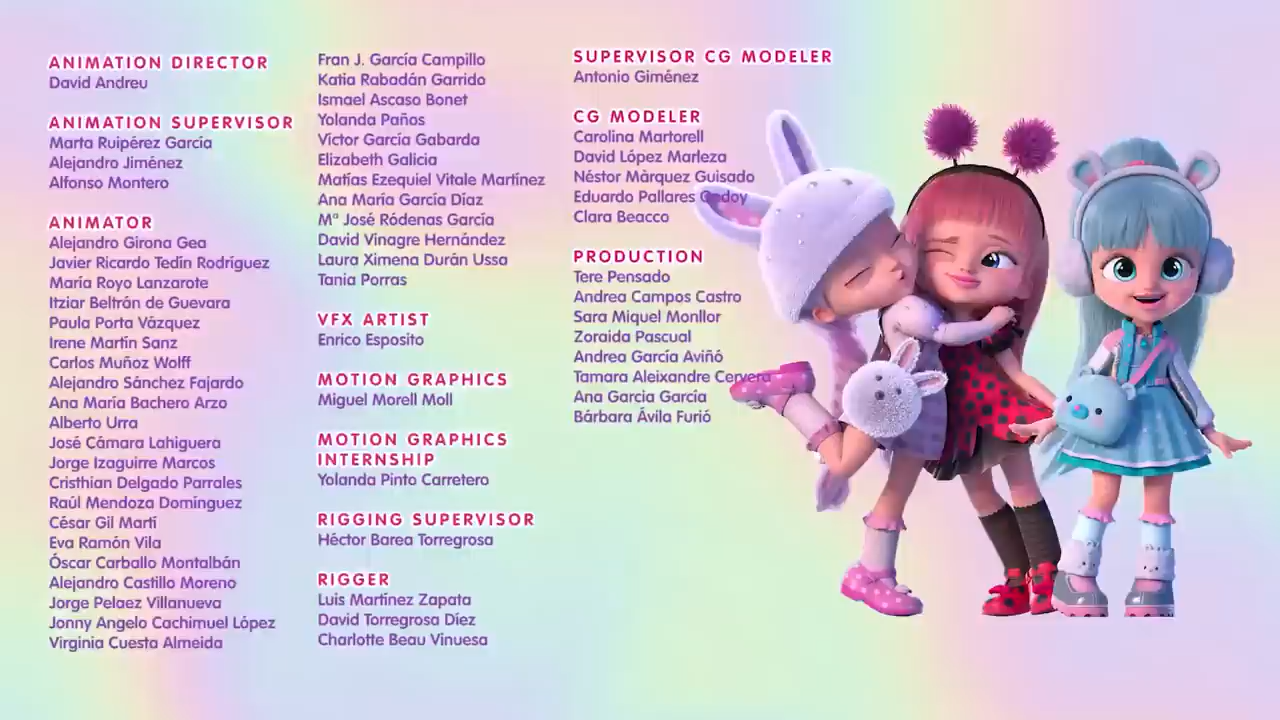 ANIMATION DIRECTOR
David Andreu
ANIMATION SUPERVISOR
Marta Ruipérez García
Alejandro Jiménez
Alfonso Montero
ANIMATOR
Alejandro Girona Gea
Javier Ricardo Tedín Rodríguez
María Royo Lanzarote
Itziar Beltrán de Guevara
Paula Porta Vázquez
Irene Martín Sanz
Carlos Muñoz Wolff
Alejandro Sánchez Fajardo
Ana María Bachero Arzo
Alberto Urra
José Cámara Lahiguera
Jorge Izaguirre Marcos
Cristhian Delgado Parrales
Raúl Mendoza Domínguez
César Gil Martí
Eva Ramón Vila
Óscar Carballo Montalbán
Alejandro Castillo Moreno
Jorge Pelaez Villanueva
Jonny Angelo Cachimuel López
Virginia Cuesta Almeida
Fran J. García Campillo
Katia Rabadán Garrido
Ismael Ascaso Bonet
Yolanda Paños
Víctor García Gabarda
Elizabeth Galicia
Matías Ezequiel Vitale Martínez
Ana María García Díaz
Mª José Ródenas García
David Vinagre Hernández
Laura Ximena Durán Ussa
Tania Porras
VFX ARTIST
Enrico Esposito
MOTION GRAPHICS
Miguel Morell Moll
MOTION GRAPHICS
INTERNSHIP
Yolanda Pinto Carretero
RIGGING SUPERVISOR
Héctor Barea Torregrosa
RIGGER
Luis Martínez Zapata
David Torregrosa Díez
Charlotte Beau Vinuesa
SUPERVISOR CG MODELER
Antonio Giménez
CG MODELER
Carolina Martorell
David López Marleza
Néstor Màrquez Guisado
Eduardo Pallares Godoy
Clara Beacco
PRODUCTION
Tere Pensado
Andrea Campos Castro
Sara Miquel Monllor
Zoraida Pascual
Andrea García Aviñó
Tamara Aleixandre Cervera
Ana Garcia García
Bárbara Ávila Furió